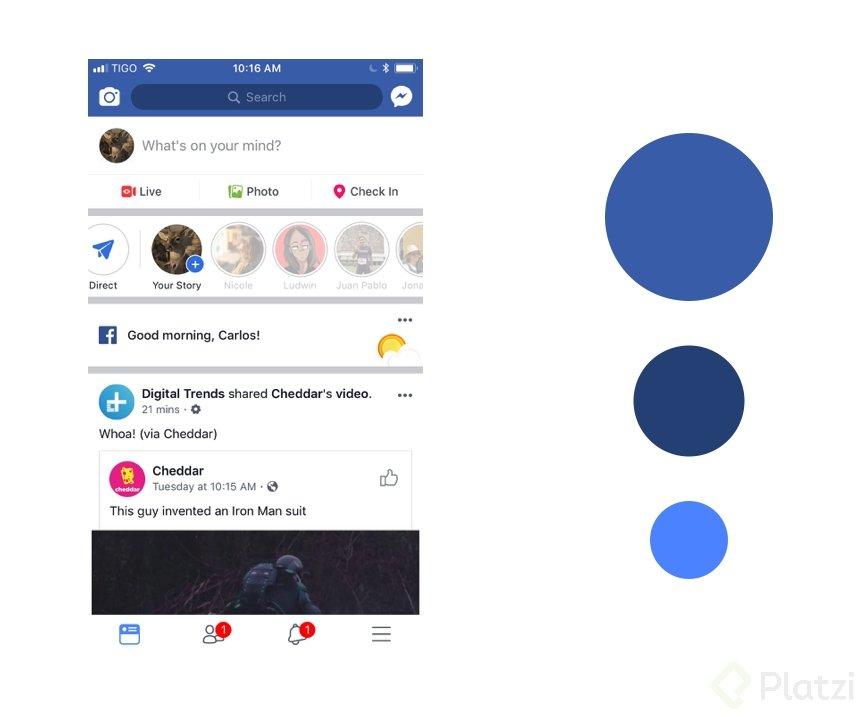 TIGO 10:16 AM
Search
What's on your mind?
Live Photo Check In
Direct Your Story Nicole Ludwin Juan Pablo Jona
Good morning, Carlos!
Digital Trends shared Cheddar's video.
21 mins ·
Whoa! (via Cheddar)
cheddar
Cheddar
Tuesday at 10:15 AM ·
This guy invented an Iron Man suit
1 1
Platzi